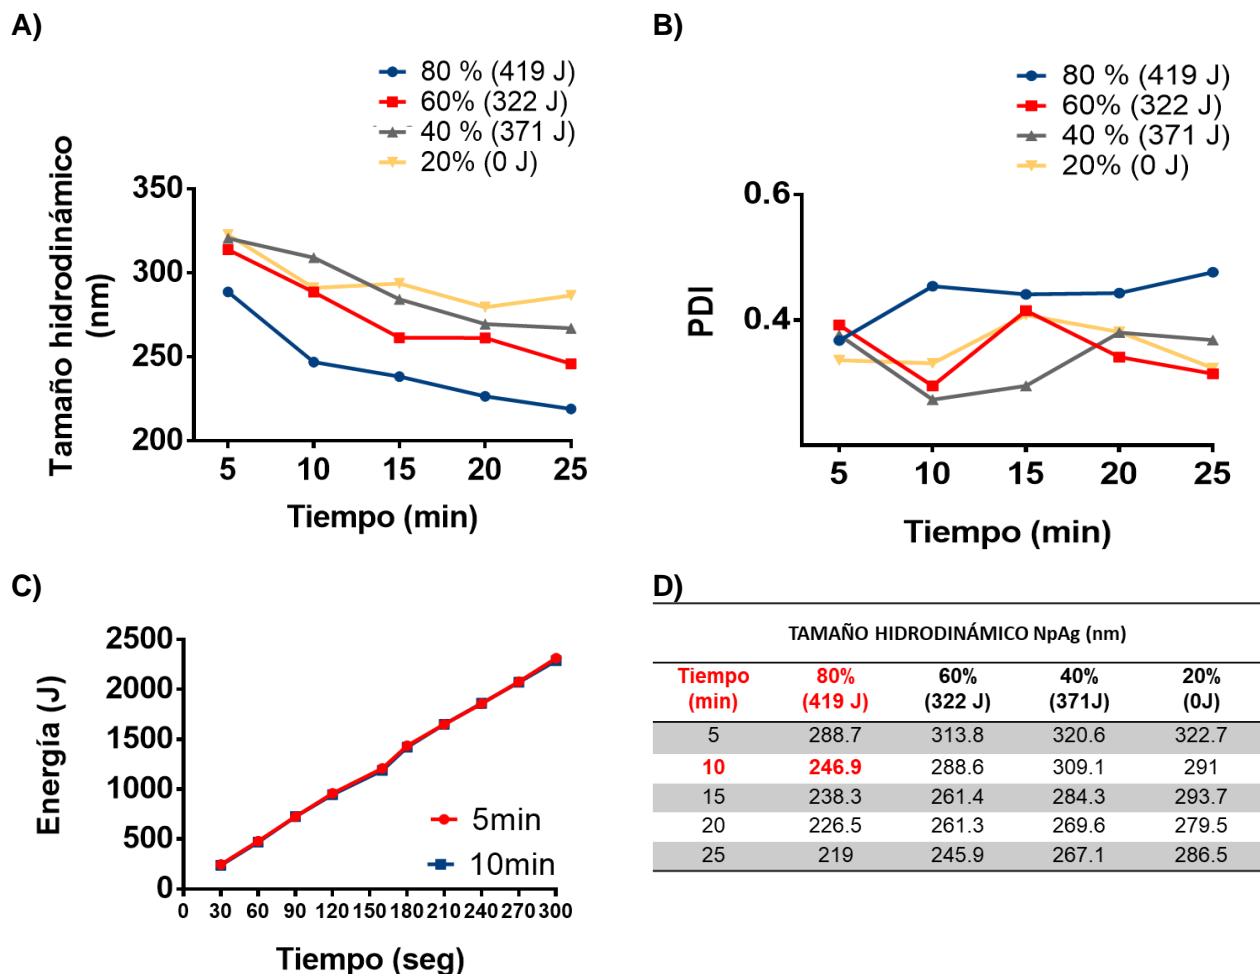 A)
80 % (419 J)
60% (322 J)
40 % (371 J)
20% (0 J)
Tamaño hidrodinámico
(nm)
350
300
250
200
5 10 15 20 25
Tiempo (min)
B)
80 % (419 J)
60% (322 J)
40 % (371 J)
20% (0 J)
PDI
0.6
0.4
5 10 15 20 25
Tiempo (min)
C)
Energía (J)
2500
2000
1500
1000
500
0
5min
10min
0 30 60 90 120 150 180 210 240 270 300
Tiempo (seg)
D)
TAMAÑO HIDRODINÁMICO NpAg (nm)
Tiempo 80% 60% 40% 20%
(min) (419 J) (322 J) (371J) (0J)
5 288.7 313.8 320.6 322.7
10 246.9 288.6 309.1 291
15 238.3 261.4 284.3 293.7
20 226.5 261.3 269.6 279.5
25 219 245.9 267.1 286.5